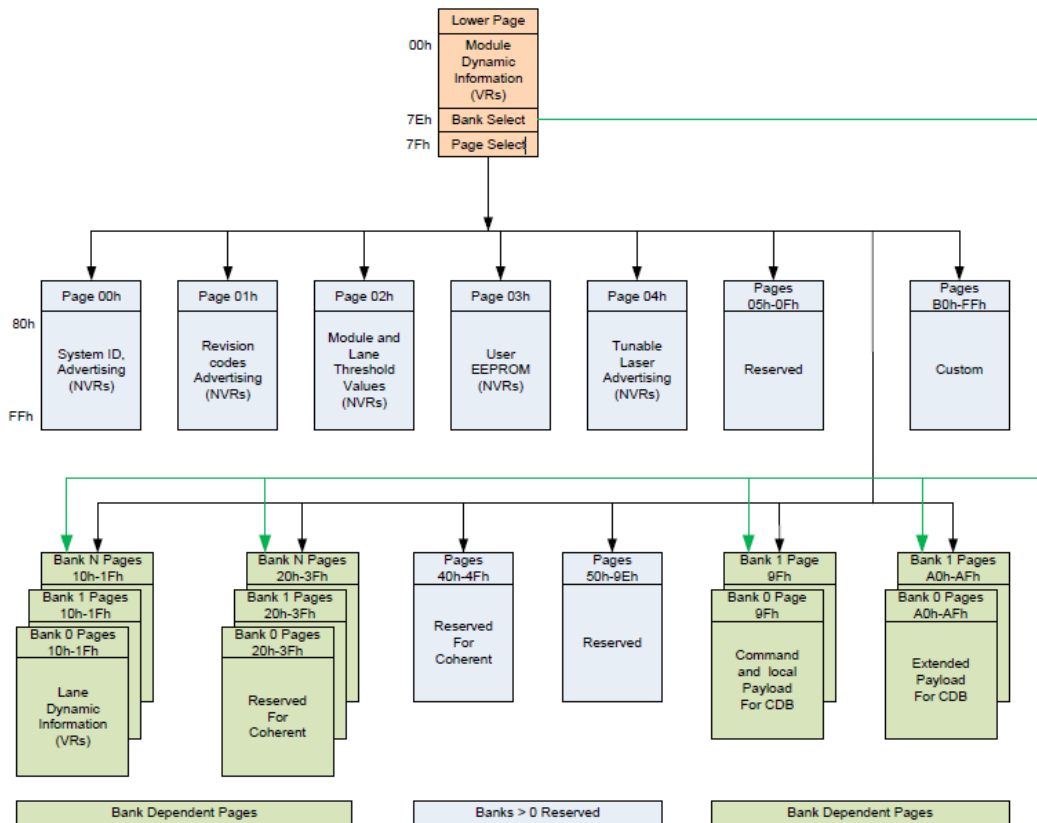 Lower Page
00h
Module
Dynamic
Information
(VRs)
7Eh
Bank Select
7Fh
Page Select
Page 00h
Page 01h
Page 02h
Page 03h
Page 04h
Pages
05h-0Fh
Pages
B0h-FFh
80h
System ID,
Advertising
(NVRs)
FFh
Revision
codes
Advertising
(NVRs)
Module and
Lane
Threshold
Values
(NVRs)
User
EEPROM
(NVRs)
Tunable
Laser
Advertising
(NVRs)
Reserved
Custom
Bank N Pages
10h-1Fh
Bank 1 Pages
10h-1Fh
Bank 0 Pages
10h-1Fh
Lane
Dynamic
Information
(VRs)
Bank N Pages
20h-3Fh
Bank 1 Pages
20h-3Fh
Bank 0 Pages
20h-3Fh
Reserved
For
Coherent
Pages
40h-4Fh
Reserved
For
Coherent
Pages
50h-9Eh
Reserved
Bank 1 Page
9Fh
Bank 0 Page
9Fh
Command
and local
Payload
For CDB
Bank 1 Pages
A0h-AFh
Bank 0 Pages
A0h-AFh
Extended
Payload
For CDB
Bank Dependent Pages
Banks > 0 Reserved
Bank Dependent Pages